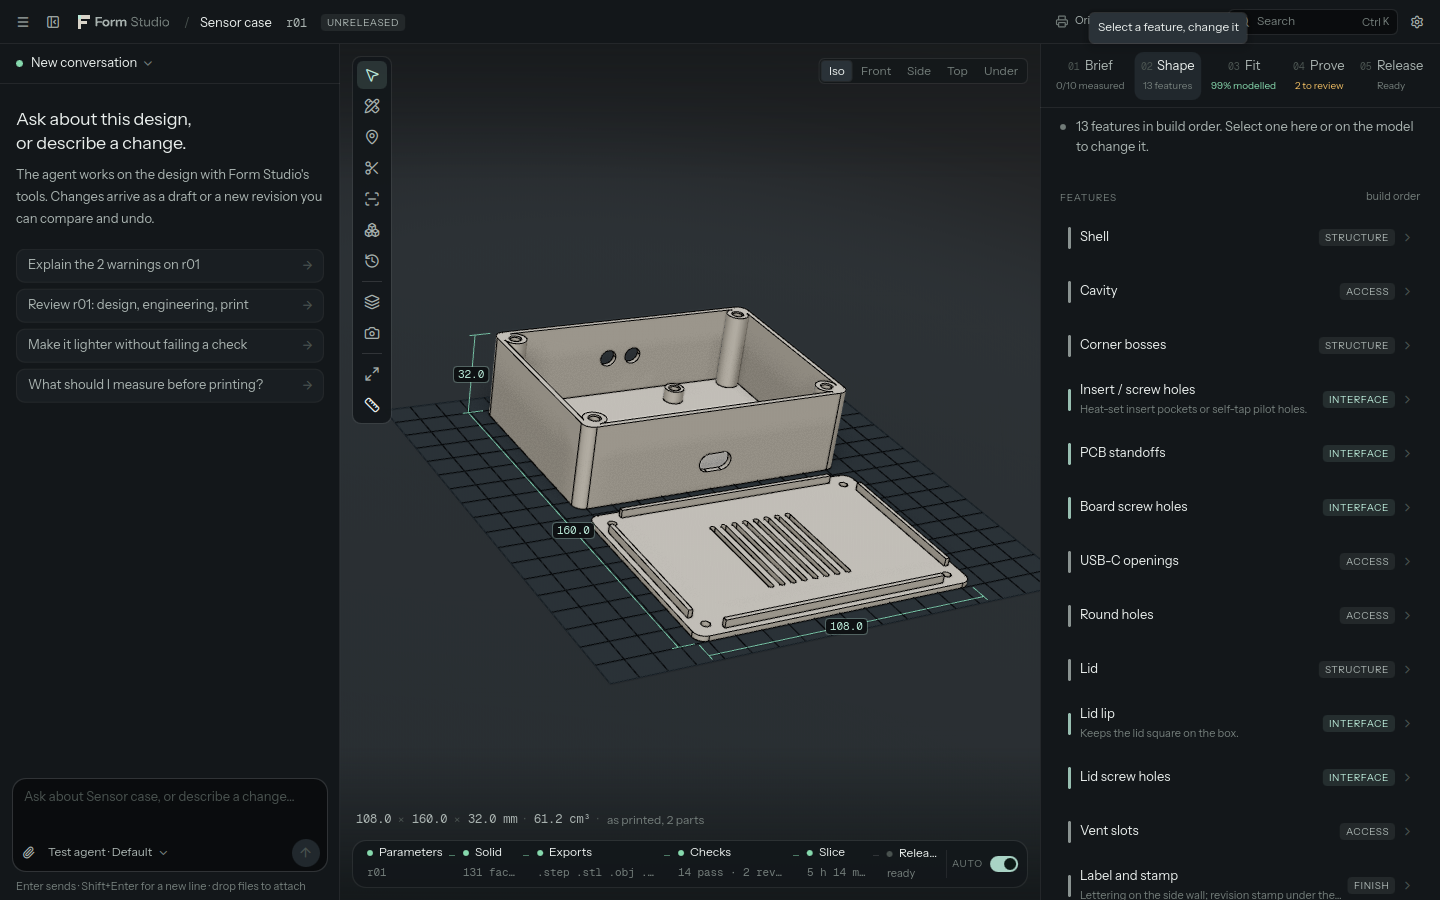 Form Studio / Sensor case r01 UNRELEASED
Select a feature, change it
Search Ctrl K
New conversation
Ask about this design,
or describe a change.
The agent works on the design with Form Studio's
tools. Changes arrive as a draft or a new revision you
can compare and undo.
Explain the 2 warnings on r01
Review r01: design, engineering, print
Make it lighter without failing a check
What should I measure before printing?
Ask about Sensor case, or describe a change...
Test agent · Default
Enter sends · Shift+Enter for a new line · drop files to attach
Iso Front Side Top Under
32.0
160.0
108.0
108.0 × 160.0 × 32.0 mm · 61.2 cm³ · as printed, 2 parts
Parameters
r01
Solid
131 fac…
Exports
.step .stl .obj ….
Checks
14 pass · 2 rev…
Slice
5 h 14 m…
Relea…
ready
AUTO
01 Brief
0/10 measured
02 Shape
13 features
03 Fit
99% modelled
04 Prove
2 to review
05 Release
Ready
13 features in build order. Select one here or on the model
to change it.
FEATURES build order
Shell STRUCTURE
Cavity ACCESS
Corner bosses STRUCTURE
Insert / screw holes INTERFACE
Heat-set insert pockets or self-tap pilot holes.
PCB standoffs INTERFACE
Board screw holes INTERFACE
USB-C openings ACCESS
Round holes ACCESS
Lid STRUCTURE
Lid lip INTERFACE
Keeps the lid square on the box.
Lid screw holes INTERFACE
Vent slots ACCESS
Label and stamp FINISH
Lettering on the side wall; revision stamp under the…